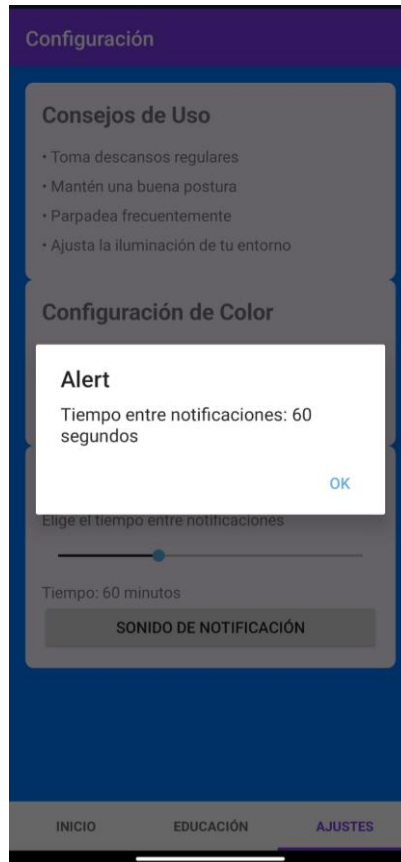 Configuración
Consejos de Uso
• Toma descansos regulares
• Mantén una buena postura
• Parpadea frecuentemente
• Ajusta la iluminación de tu entorno
Configuración de Color
Alert
Tiempo entre notificaciones: 60
segundos
OK
Elige el tiempo entre notificaciones
Tiempo: 60 minutos
SONIDO DE NOTIFICACIÓN
INICIO
EDUCACIÓN
AJUSTES